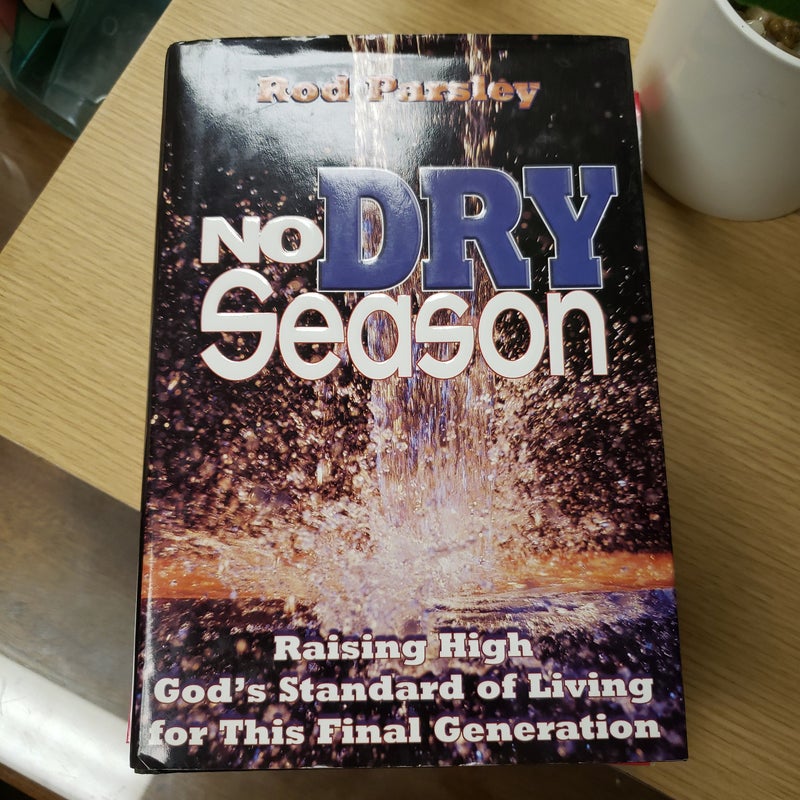 Rod Parsley
No DRY
Season
Raising High
God's Standard of Living
for This Final Generation